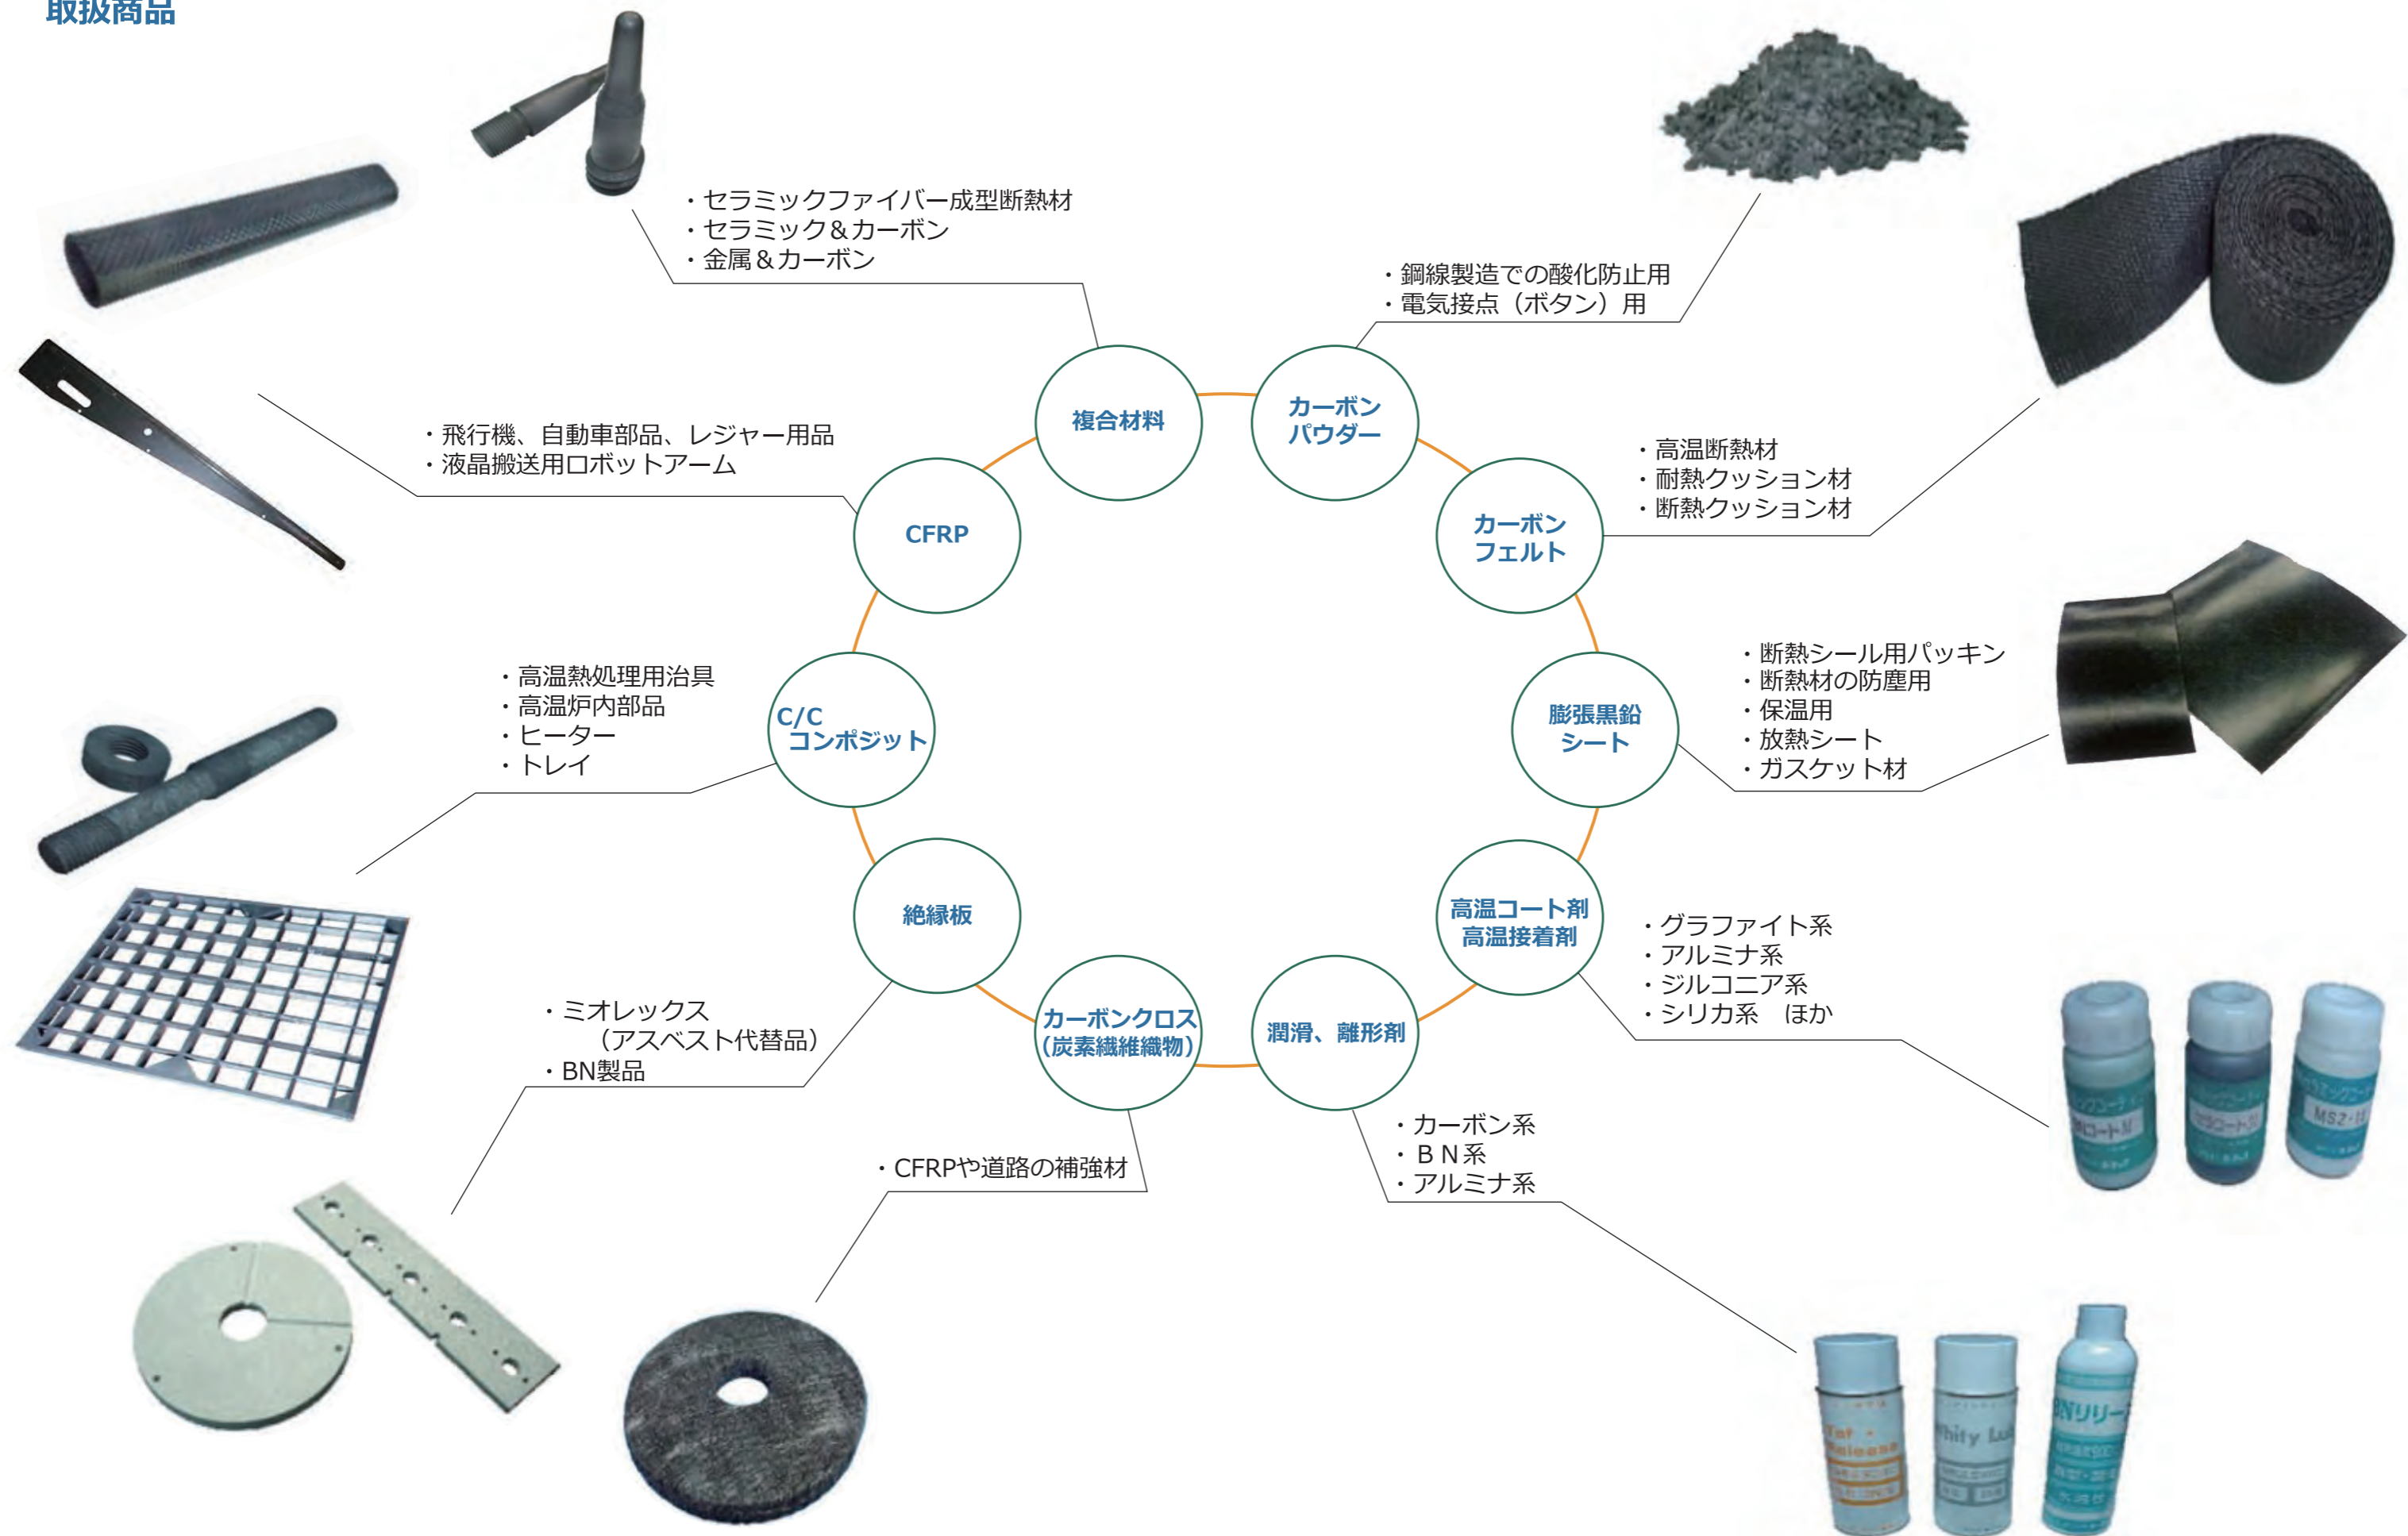 取扱商品
・セラミックファイバー成型断熱材
・セラミック＆カーボン
・金属＆カーボン
・鋼線製造での酸化防止用
・電気接点（ボタン）用
複合材料
カーボン
パウダー
・飛行機、自動車部品、レジャー用品
・液晶搬送用ロボットアーム
・高温断熱材
・耐熱クッション材
・断熱クッション材
CFRP
カーボン
フェルト
・高温熱処理用治具
・高温炉内部品
・ヒーター
・トレイ
・断熱シール用パッキン
・断熱材の防塵用
・保温用
・放熱シート
・ガスケット材
C/C
コンポジット
膨張黒鉛
シート
絶縁板
高温コート剤
高温接着剤
・グラファイト系
・アルミナ系
・ジルコニア系
・シリカ系　ほか
・ミオレックス
（アスベスト代替品）
・BN製品
カーボンクロス
（炭素繊維織物）
潤滑、離形剤
・CFRPや道路の補強材
・カーボン系
・ＢＮ系
・アルミナ系
Whity Lub
BNリリース